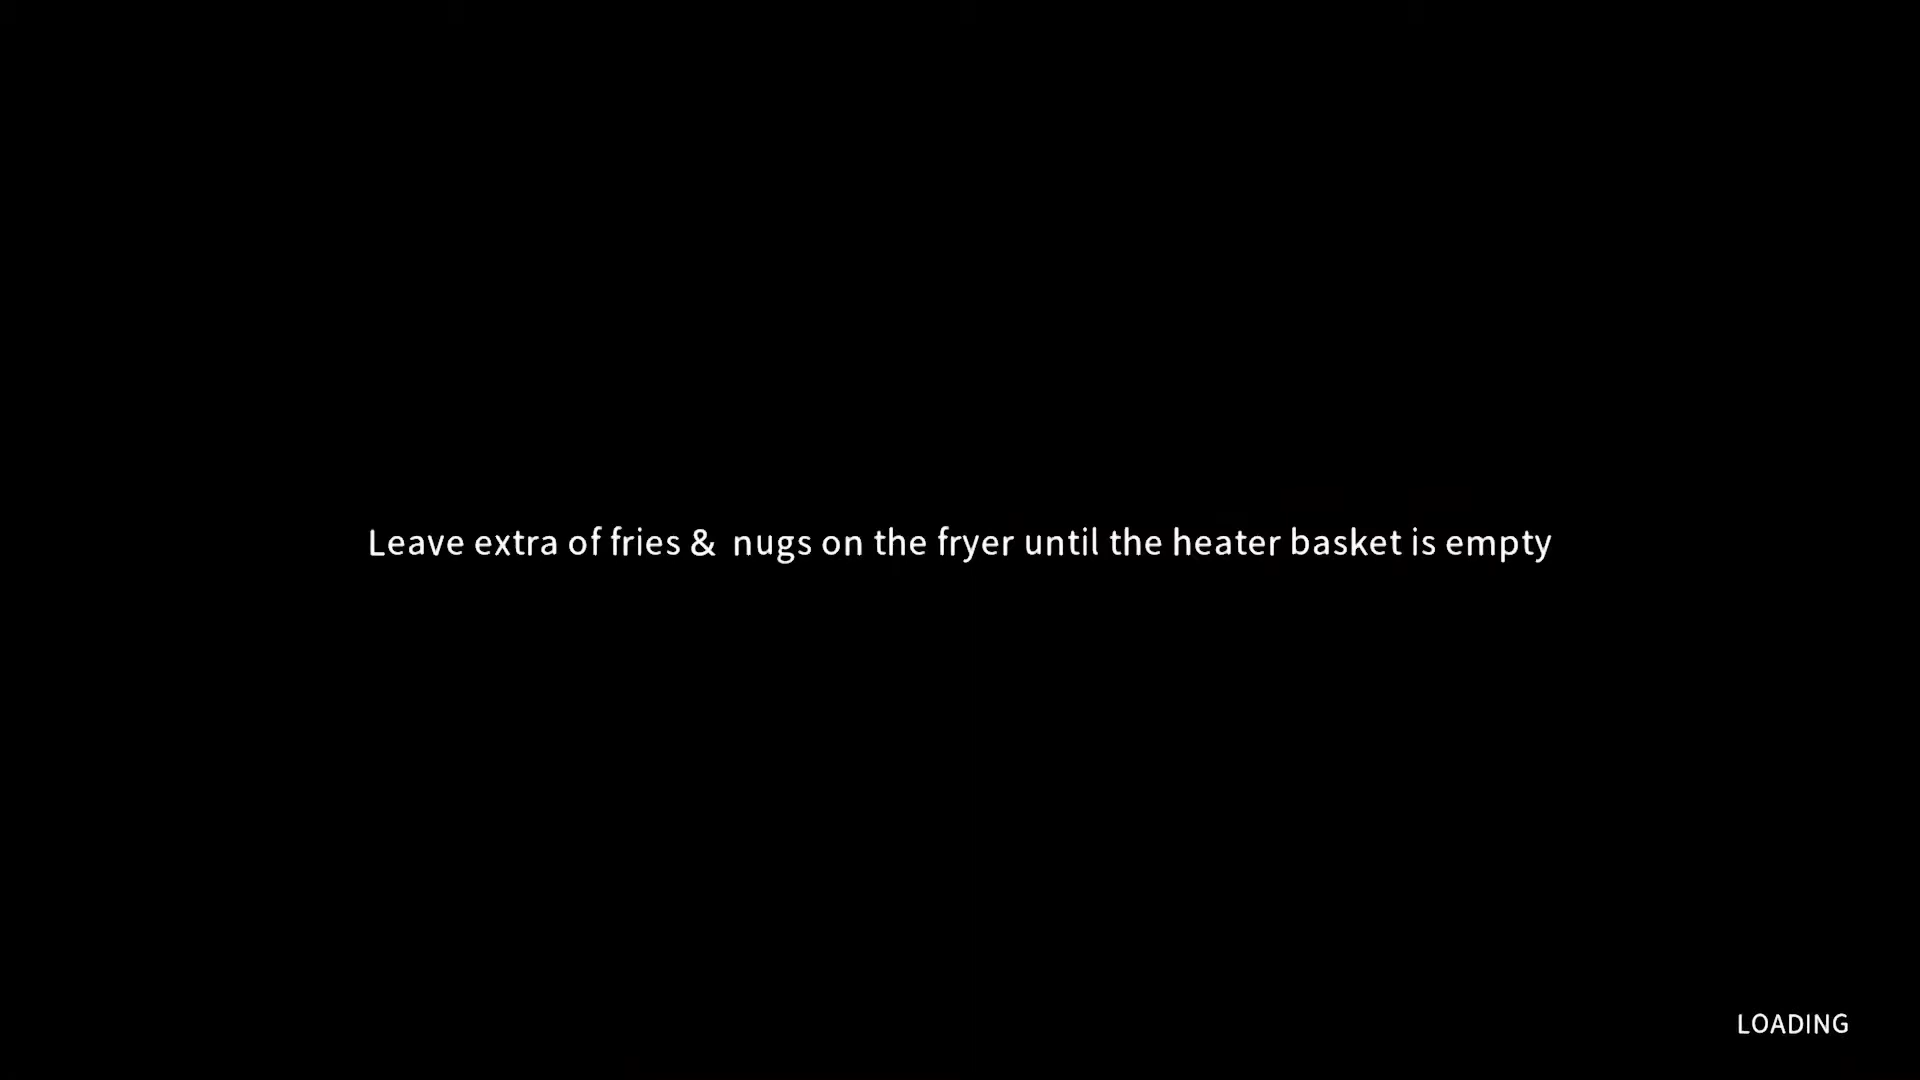 Leave extra of fries &  nugs on the fryer until the heater basket is empty
LOADING